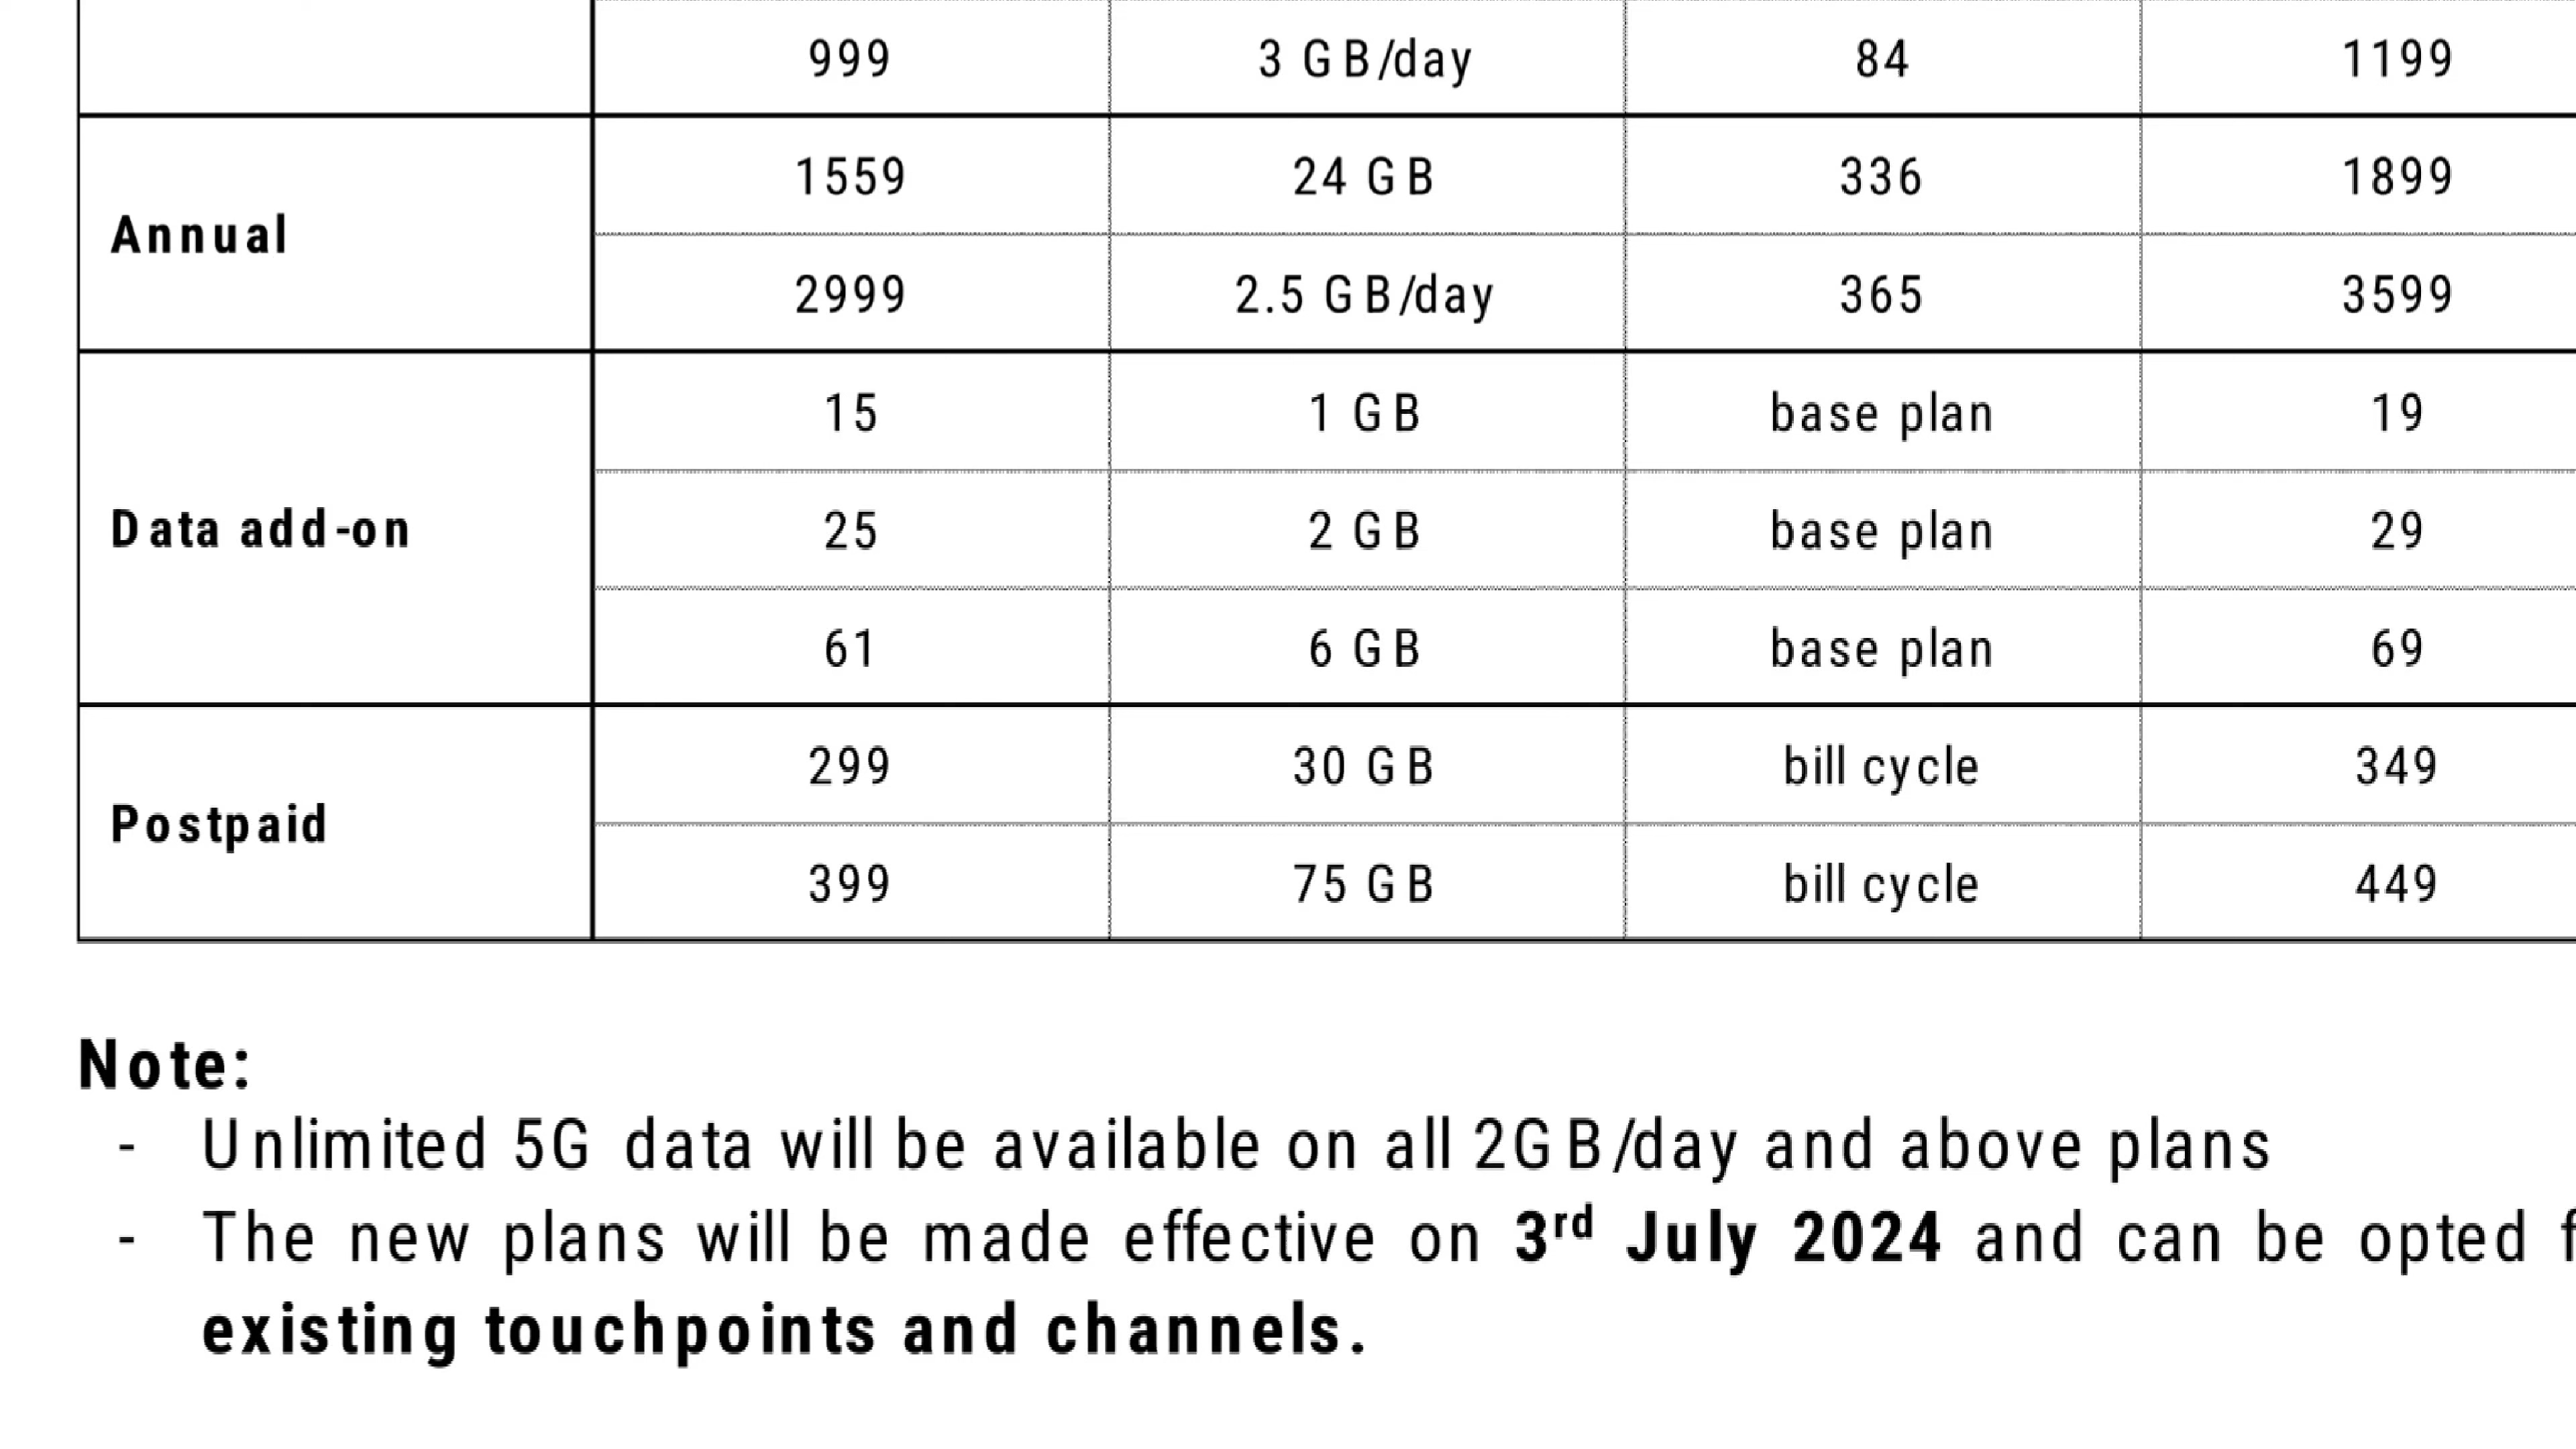 999 3 GB/day 84 1199
Annual
1559 24 GB 336 1899
2999 2.5 GB/day 365 3599
Data add-on
15 1 GB base plan 19
25 2 GB base plan 29
61 6 GB base plan 69
Postpaid
299 30 GB bill cycle 349
399 75 GB bill cycle 449
Note:
- Unlimited 5G data will be available on all 2GB/day and above plans
- The new plans will be made effective on 3rd July 2024 and can be opted
existing touchpoints and channels.